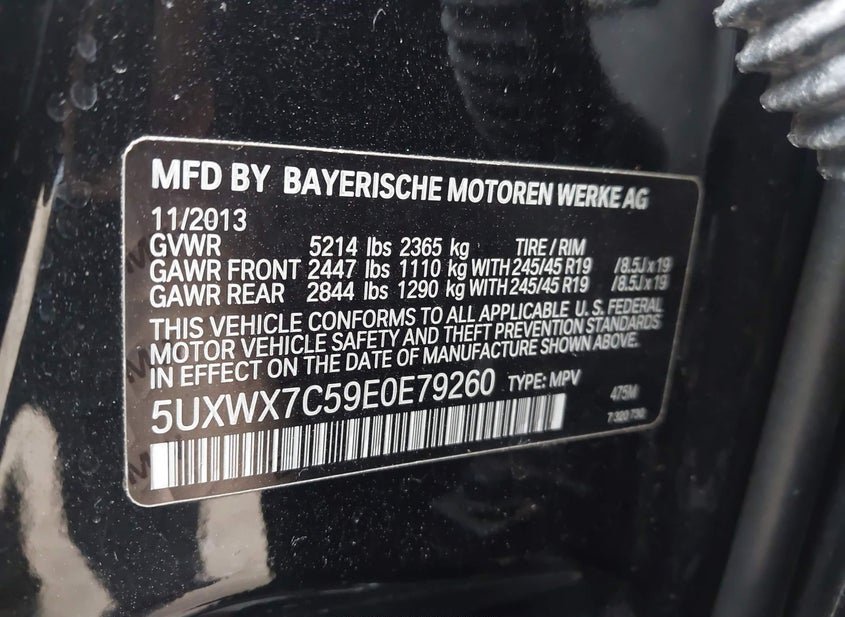 MFD BY BAYERISCHE MOTOREN WERKE AG
11/2013
GVWR 5214 lbs 2365 kg TIRE / RIM
GAWR FRONT 2447 lbs 1110 kg WITH 245/45 R19 /8.5J x 19
GAWR REAR 2844 lbs 1290 kg WITH 245/45 R19 /8.5J x 19
THIS VEHICLE CONFORMS TO ALL APPLICABLE U. S. FEDERAL
MOTOR VEHICLE SAFETY AND THEFT PREVENTION STANDARDS
IN EFFECT ON THE DATE OF MANUFACTURE SHOWN ABOVE.
5UXWX7C59E0E79260 TYPE: MPV 475M